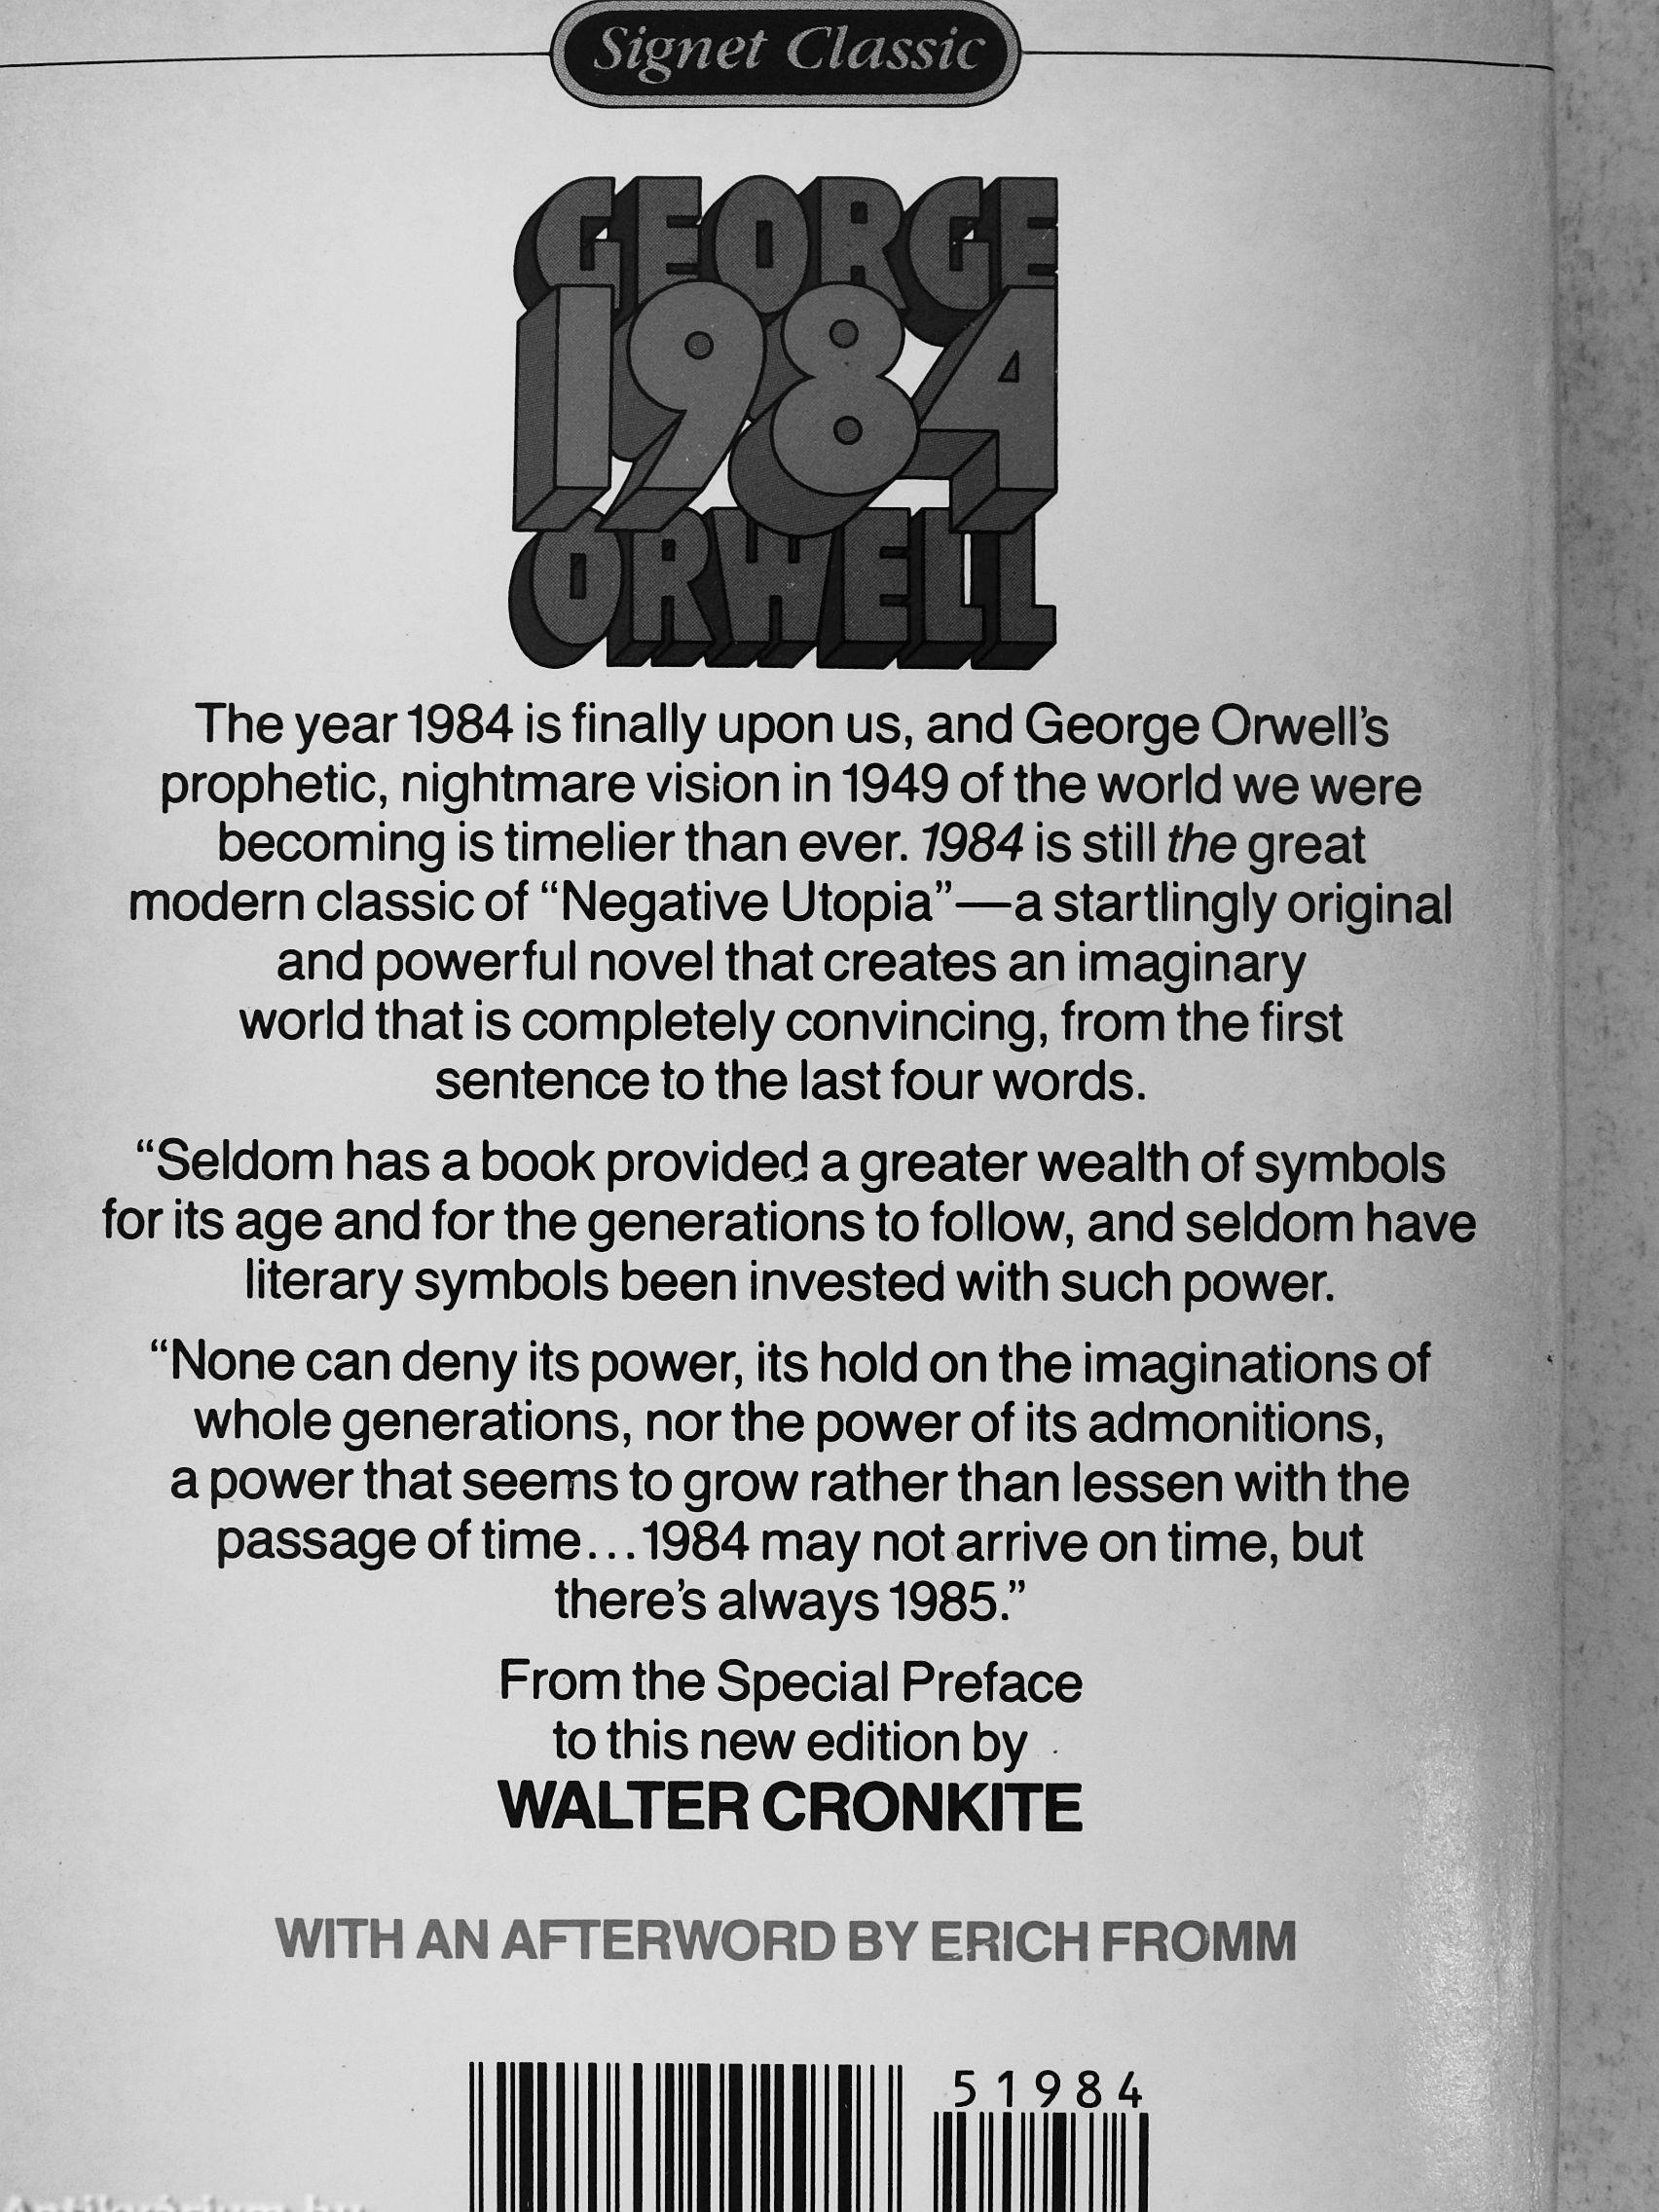 Signet Classic
GEORGE
1984
ORWELL
The year 1984 is finally upon us, and George Orwell's
prophetic, nightmare vision in 1949 of the world we were
becoming is timelier than ever. 1984 is still the great
modern classic of “Negative Utopia”—a startlingly original
and powerful novel that creates an imaginary
world that is completely convincing, from the first
sentence to the last four words.
“Seldom has a book provided a greater wealth of symbols
for its age and for the generations to follow, and seldom have
literary symbols been invested with such power.
“None can deny its power, its hold on the imaginations of
whole generations, nor the power of its admonitions,
a power that seems to grow rather than lessen with the
passage of time...1984 may not arrive on time, but
there's always 1985.”
From the Special Preface
to this new edition by
WALTER CRONKITE
WITH AN AFTERWORD BY ERICH FROMM
51984